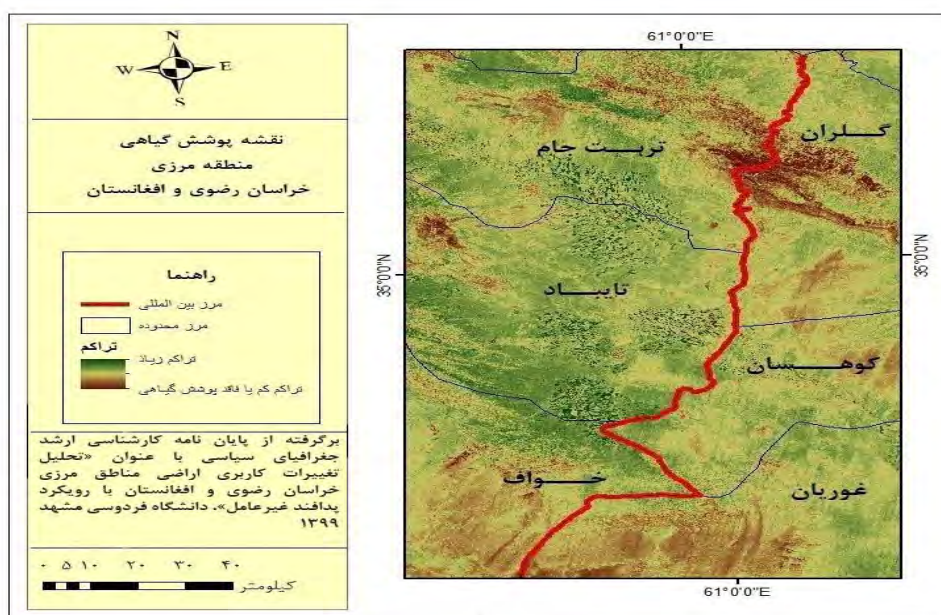 N
W E
S
نقشه پوشش گیاهی
منطقه مرزی
خراسان رضوی و افغانستان
راهنما
مرز بین المللی
مرز محدوده
تراکم
تراکم زیاد
تراکم کم یا فاقد پوشش گیاهی
برگرفته از پایان نامه کارشناسی ارشد
جغرافیای سیاسی با عنوان «تحلیل
تغییرات کاربری اراضی مناطق مرزی
خراسان رضوی و افغانستان با رویکرد
پدافند غیرعامل». دانشگاه فردوسی مشهد
۱۳۹۹
۰ ۵ ۱۰ ۲۰ ۳۰ ۴۰
کیلومتر
61°0'0"E
گلران
تربت جام
35°0'0"N
35°0'0"N
تایباد
کوهسان
خواف
غوریان
61°0'0"E